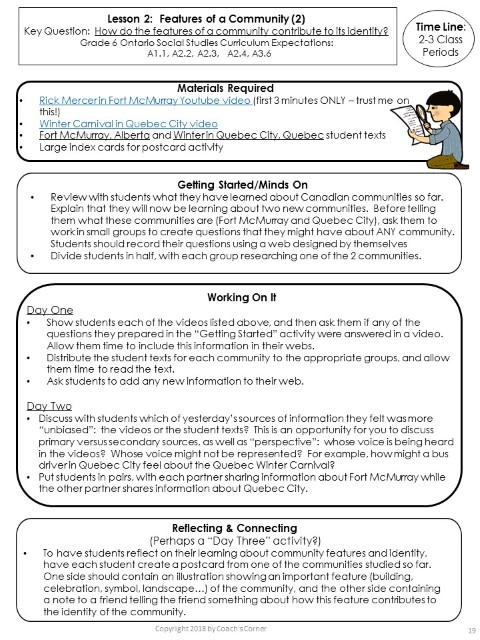 Lesson 2:  Features of a Community (2)
Key Question:  How do the features of a community contribute to its identity?
Grade 6 Ontario Social Studies Curriculum Expectations:
A1.1, A2.2, A2.3,   A2.4, A3.6
Time Line:
2-3 Class
Periods
Materials Required
• Rick Mercer in Fort McMurray Youtube video (first 3 minutes ONLY – trust me on
this!)
• Winter Carnival in Quebec City video
• Fort McMurray, Alberta and Winter in Quebec City, Quebec student texts
• Large index cards for postcard activity
Getting Started/Minds On
• Review with students what they have learned about Canadian communities so far.
Explain that they will now be learning about two new communities.  Before telling
them what these communities are (Fort McMurray and Quebec City), ask them to
work in small groups to create questions that they might have about ANY community.
Students should record their questions using a web designed by themselves
• Divide students in half, with each group researching one of the 2 communities.
Working On It
Day One
• Show students each of the videos listed above, and then ask them if any of the
questions they prepared in the "Getting Started" activity were answered in a video.
Allow them time to include this information in their webs.
• Distribute the student texts for each community to the appropriate groups, and allow
them time to read the text.
• Ask students to add any new information to their web.
Day Two
• Discuss with students which of yesterday's sources of information they felt was more
"unbiased":  the videos or the student texts?  This is an opportunity for you to discuss
primary versus secondary sources, as well as "perspective":  whose voice is being heard
in the videos?  Whose voice might not be represented?  For example, how might a bus
driver in Quebec City feel about the Quebec Winter Carnival?
• Put students in pairs, with each partner sharing information about Fort McMurray while
the other partner shares information about Quebec City.
Reflecting & Connecting
(Perhaps a "Day Three" activity?)
• To have students reflect on their learning about community features and identity,
have each student create a postcard from one of the communities studied so far.
One side should contain an illustration showing an important feature (building,
celebration, symbol, landscape…) of the community, and the other side containing
a note to a friend telling the friend something about how this feature contributes to
the identity of the community.
Copyright 2018 by Coach's Corner
19